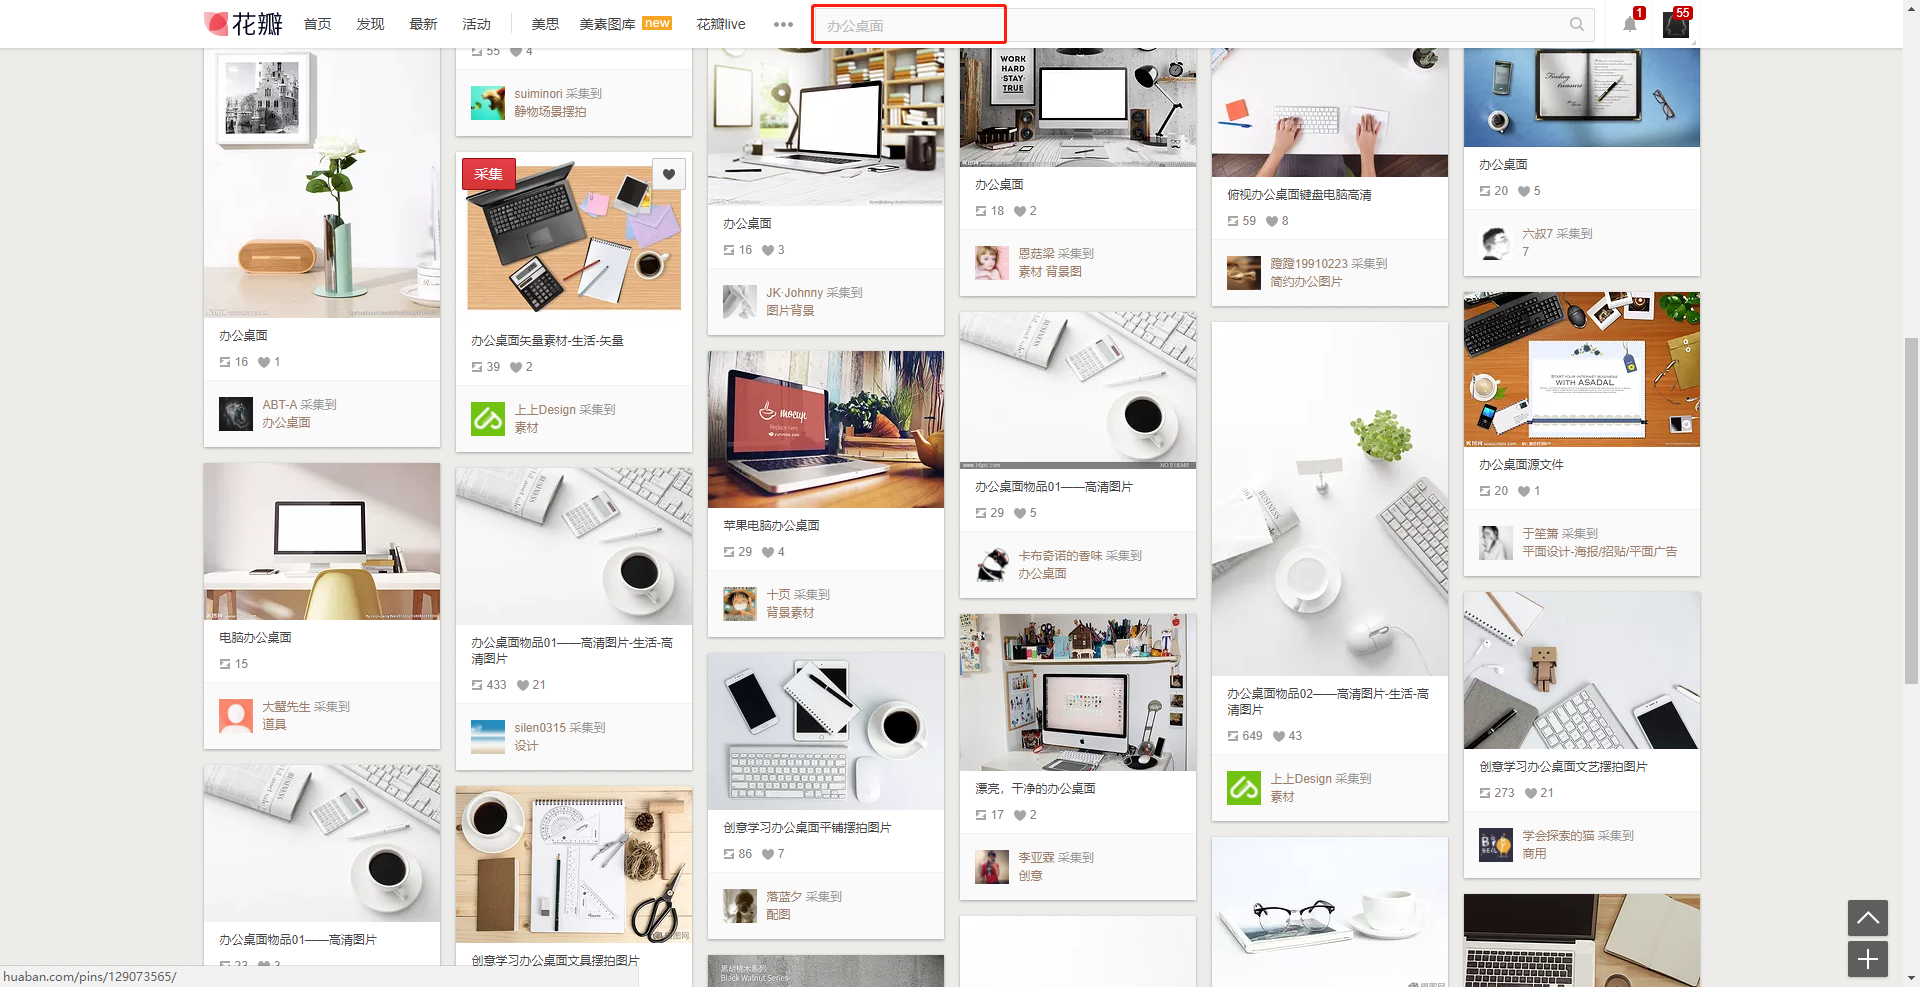 花瓣
首页 发现 最新 活动 美思 美素图库 new 花瓣live
办公桌面
1
55
办公桌面
16 1
ABT-A 采集到
办公桌面
电脑办公桌面
15
大蟹先生 采集到
道具
办公桌面物品01——高清图片
55 4
suiminori 采集到
静物场景摆拍
采集
办公桌面矢量素材-生活-矢量
39 2
上上Design 采集到
素材
BUSINESS
办公桌面物品01——高清图片-生活-高
清图片
433 21
silen0315 采集到
设计
创意学习办公桌面文具摆拍图片
办公桌面
16 3
JK·Johnny 采集到
图片背景
mocup
Replace here
苹果电脑办公桌面
29 4
十页 采集到
背景素材
创意学习办公桌面平铺摆拍图片
86 7
落蓝夕 采集到
配图
黑胡桃木系列
Black Walnut Series
WORK
HARD
STAY
TRUE
办公桌面
18 2
恩菇梁 采集到
素材 背景图
BUSINESS
办公桌面物品01——高清图片
29 5
卡布奇诺的香味 采集到
办公桌面
漂亮，干净的办公桌面
17 2
李亚霖 采集到
创意
俯视办公桌面键盘电脑高清
59 8
蹬蹬19910223 采集到
简约办公图片
BUSINESS
办公桌面物品02——高清图片-生活-高
清图片
649 43
上上Design 采集到
素材
Finding
treasure
办公桌面
20 5
六叔7 采集到
7
START YOUR INTERNET BUSINESS
WITH ASADAL
办公桌面源文件
20 1
于笙箫 采集到
平面设计-海报/招贴/平面广告
创意学习办公桌面文艺摆拍图片
273 21
学会探索的猫 采集到
商用
huaban.com/pins/129073565/